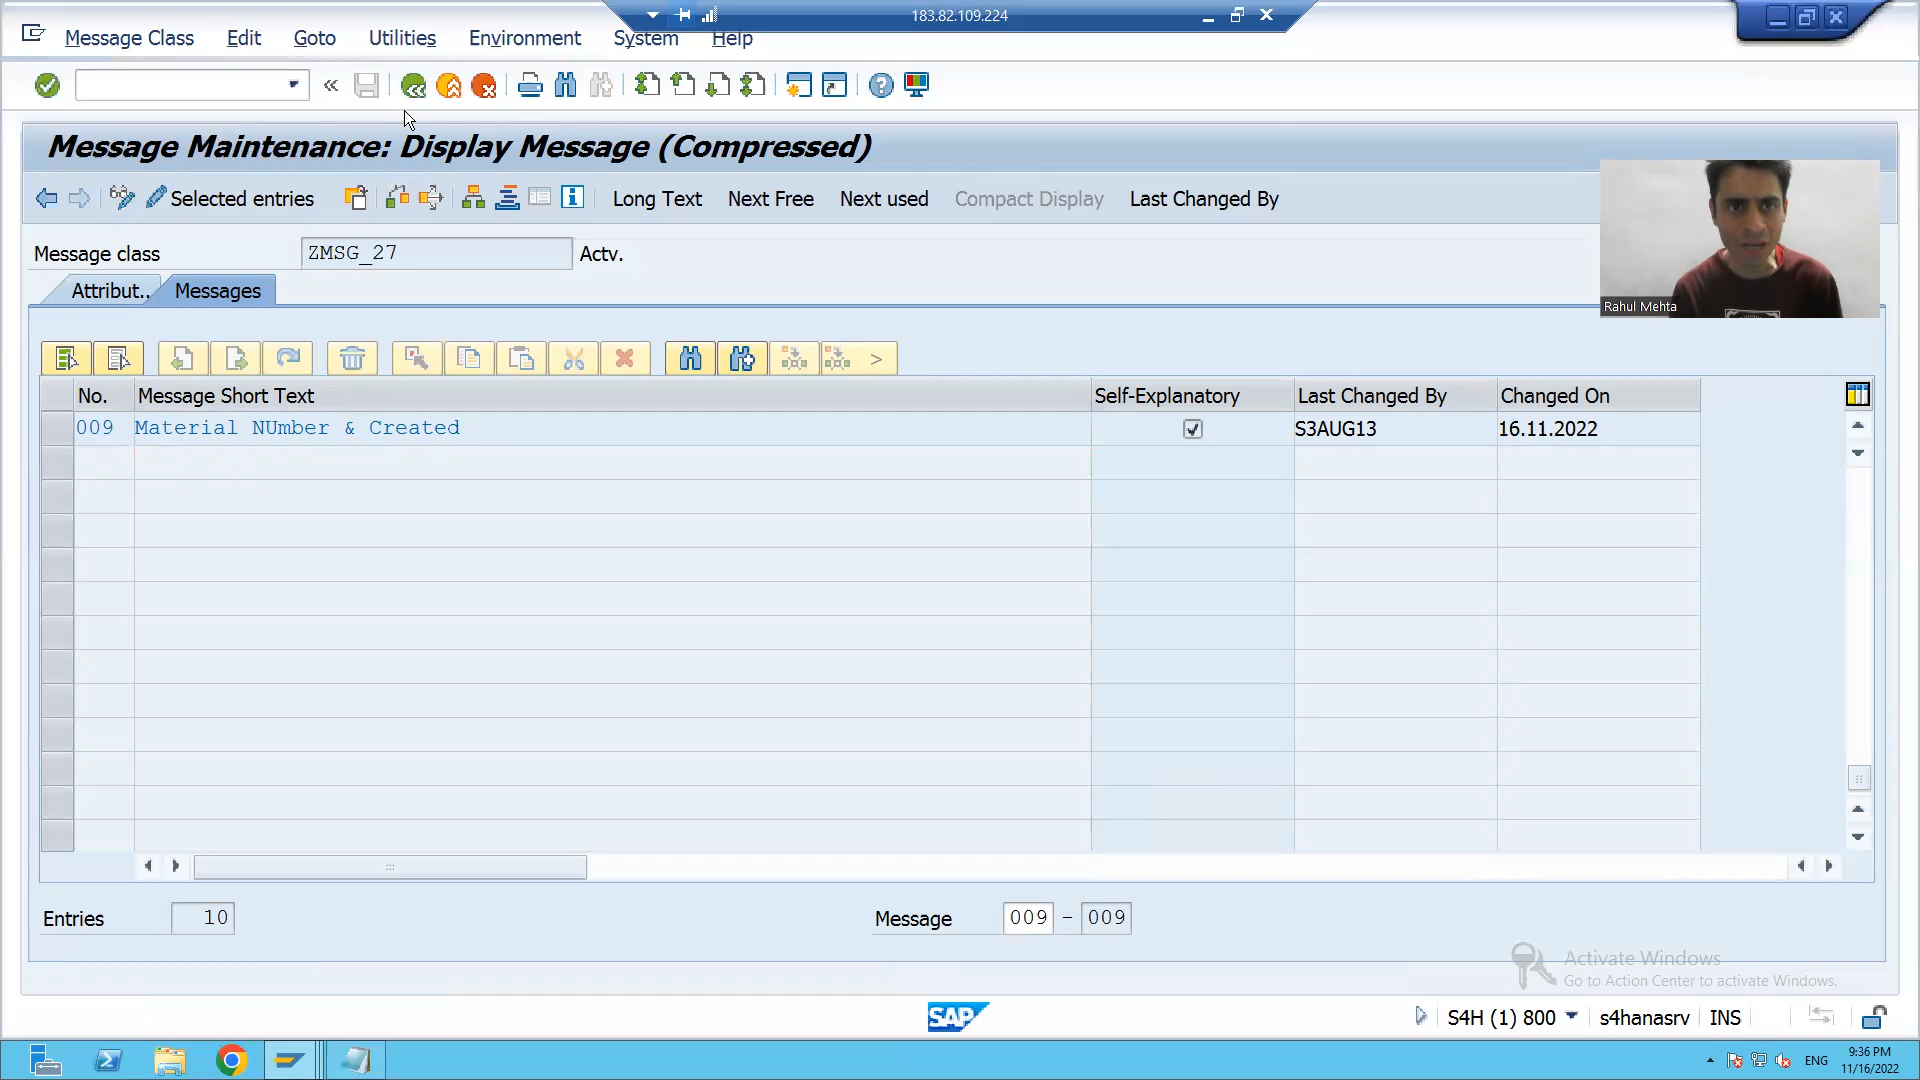 183.82.109.224
Message Class Edit Goto Utilities Environment System Help
Message Maintenance: Display Message (Compressed)
Selected entries Long Text Next Free Next used Compact Display Last Changed By
Message class ZMSG_27 Actv.
Attribut.. Messages
Rahul Mehta
No. Message Short Text Self-Explanatory Last Changed By Changed On
009 Material NUmber & Created S3AUG13 16.11.2022
Entries 10 Message 009 - 009
Activate Windows
Go to Action Center to activate Windows.
SAP S4H (1) 800 s4hanasrv INS
ENG 9:36 PM
11/16/2022